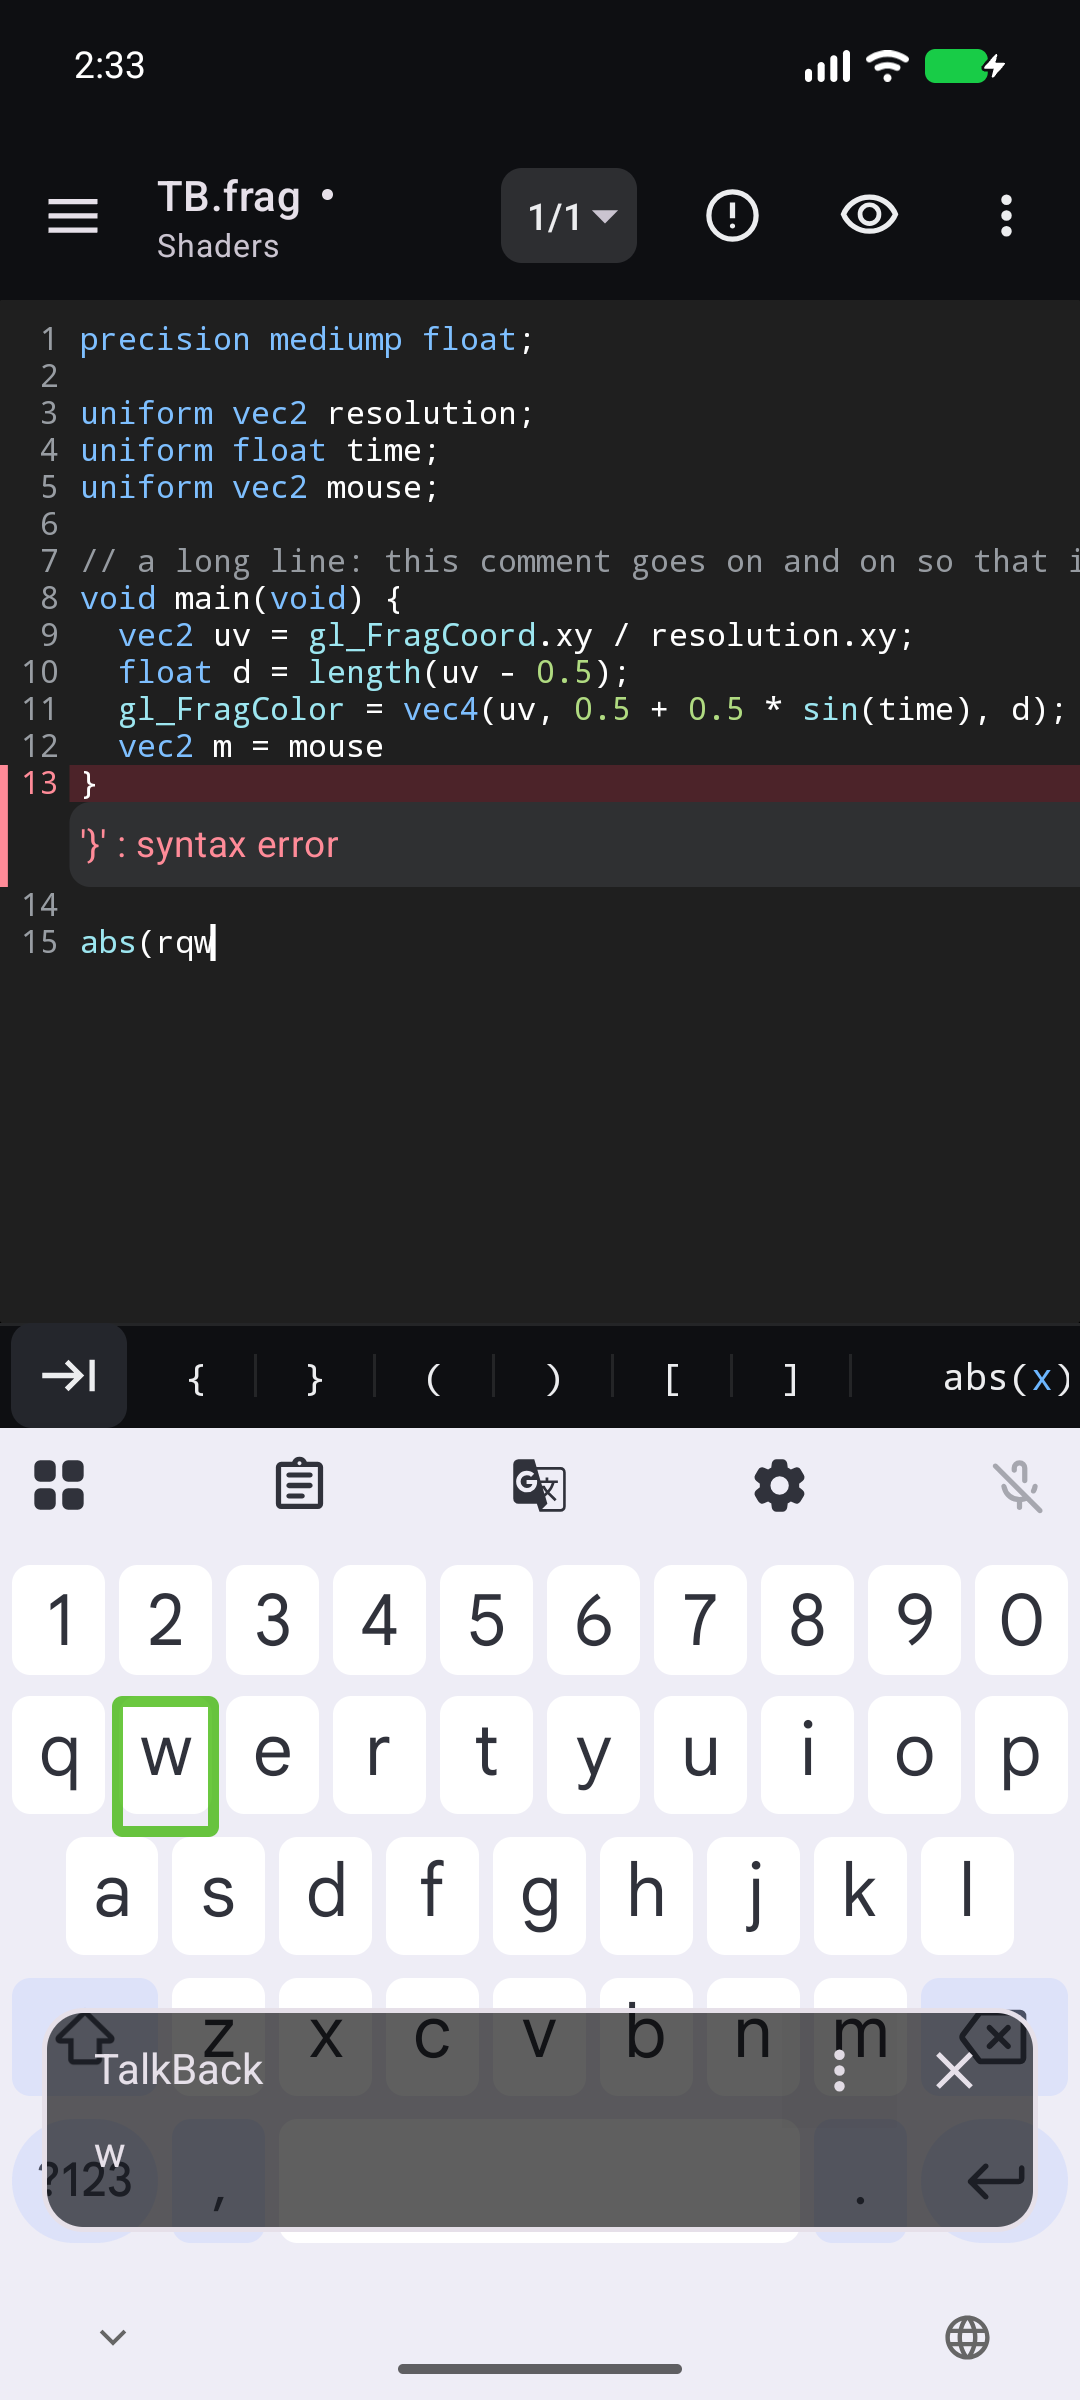 2:33
TB.frag •
Shaders
1/1
1 precision mediump float;
2
3 uniform vec2 resolution;
4 uniform float time;
5 uniform vec2 mouse;
6
7 // a long line: this comment goes on and on so that i
8 void main(void) {
9 vec2 uv = gl_FragCoord.xy / resolution.xy;
10 float d = length(uv - 0.5);
11 gl_FragColor = vec4(uv, 0.5 + 0.5 * sin(time), d);
12 vec2 m = mouse
13 }
'}' : syntax error
14
15 abs(rqw
{ } ( ) [ ] abs(x)
1 2 3 4 5 6 7 8 9 0
q w e r t y u i o p
a s d f g h j k l
z x c v b n m
TalkBack
w
?123 , .